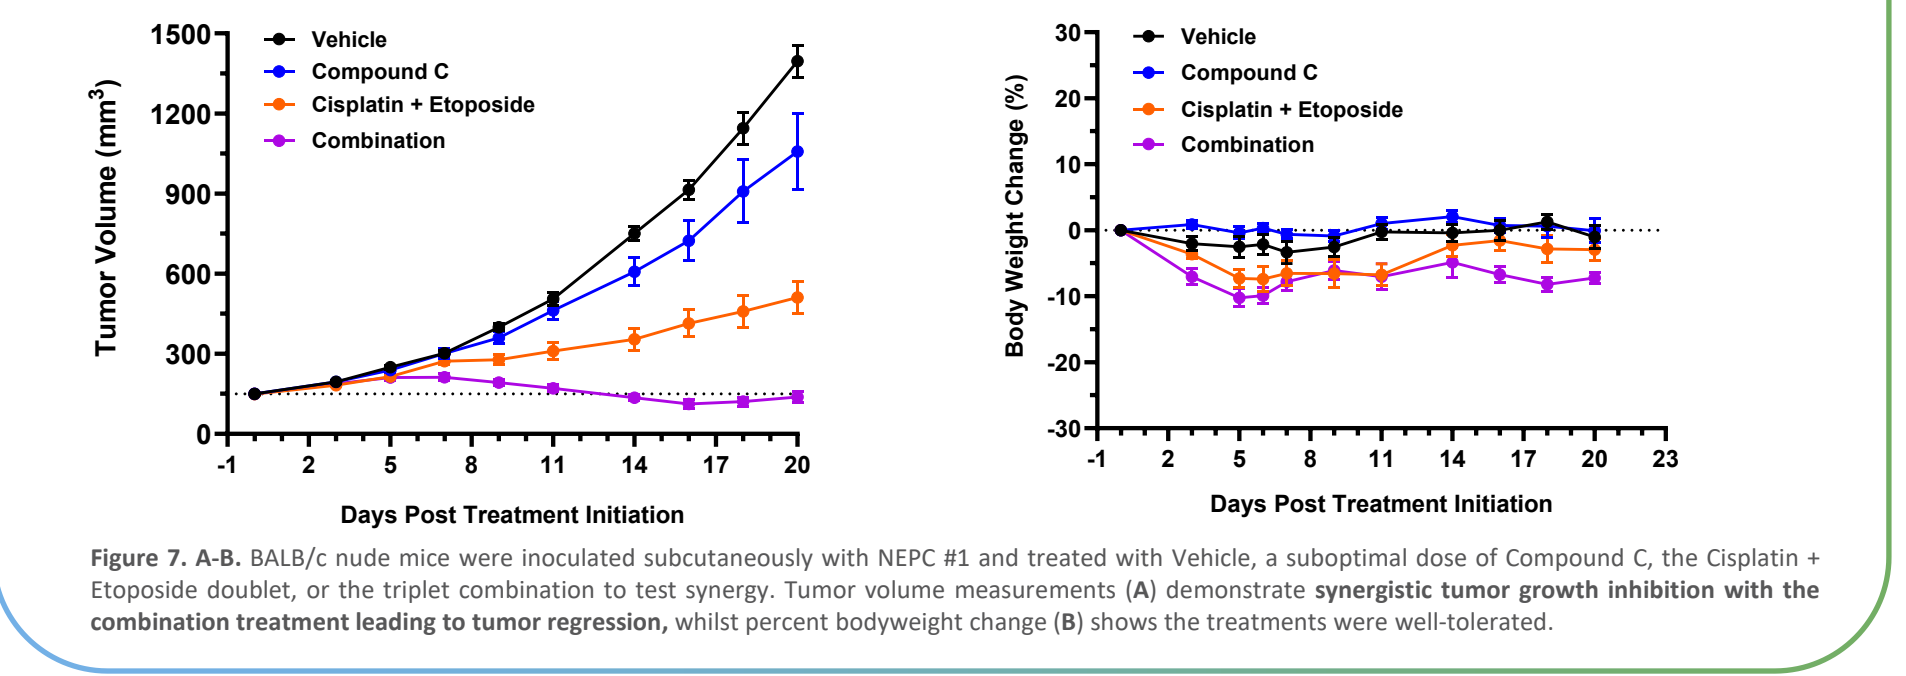 1500
1200
900
600
300
0
Tumor Volume (mm³)
Vehicle
Compound C
Cisplatin + Etoposide
Combination
-1 2 5 8 11 14 17 20
Days Post Treatment Initiation
30
20
10
0
-10
-20
-30
Body Weight Change (%)
Vehicle
Compound C
Cisplatin + Etoposide
Combination
-1 2 5 8 11 14 17 20 23
Days Post Treatment Initiation
Figure 7. A-B. BALB/c nude mice were inoculated subcutaneously with NEPC #1 and treated with Vehicle, a suboptimal dose of Compound C, the Cisplatin +
Etoposide doublet, or the triplet combination to test synergy. Tumor volume measurements (A) demonstrate synergistic tumor growth inhibition with the
combination treatment leading to tumor regression, whilst percent bodyweight change (B) shows the treatments were well-tolerated.